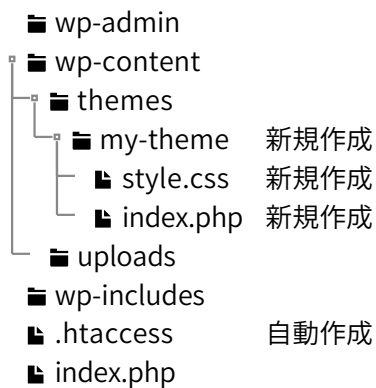 wp-admin
wp-content
themes
my-theme 新規作成
style.css 新規作成
index.php 新規作成
uploads
wp-includes
.htaccess 自動作成
index.php